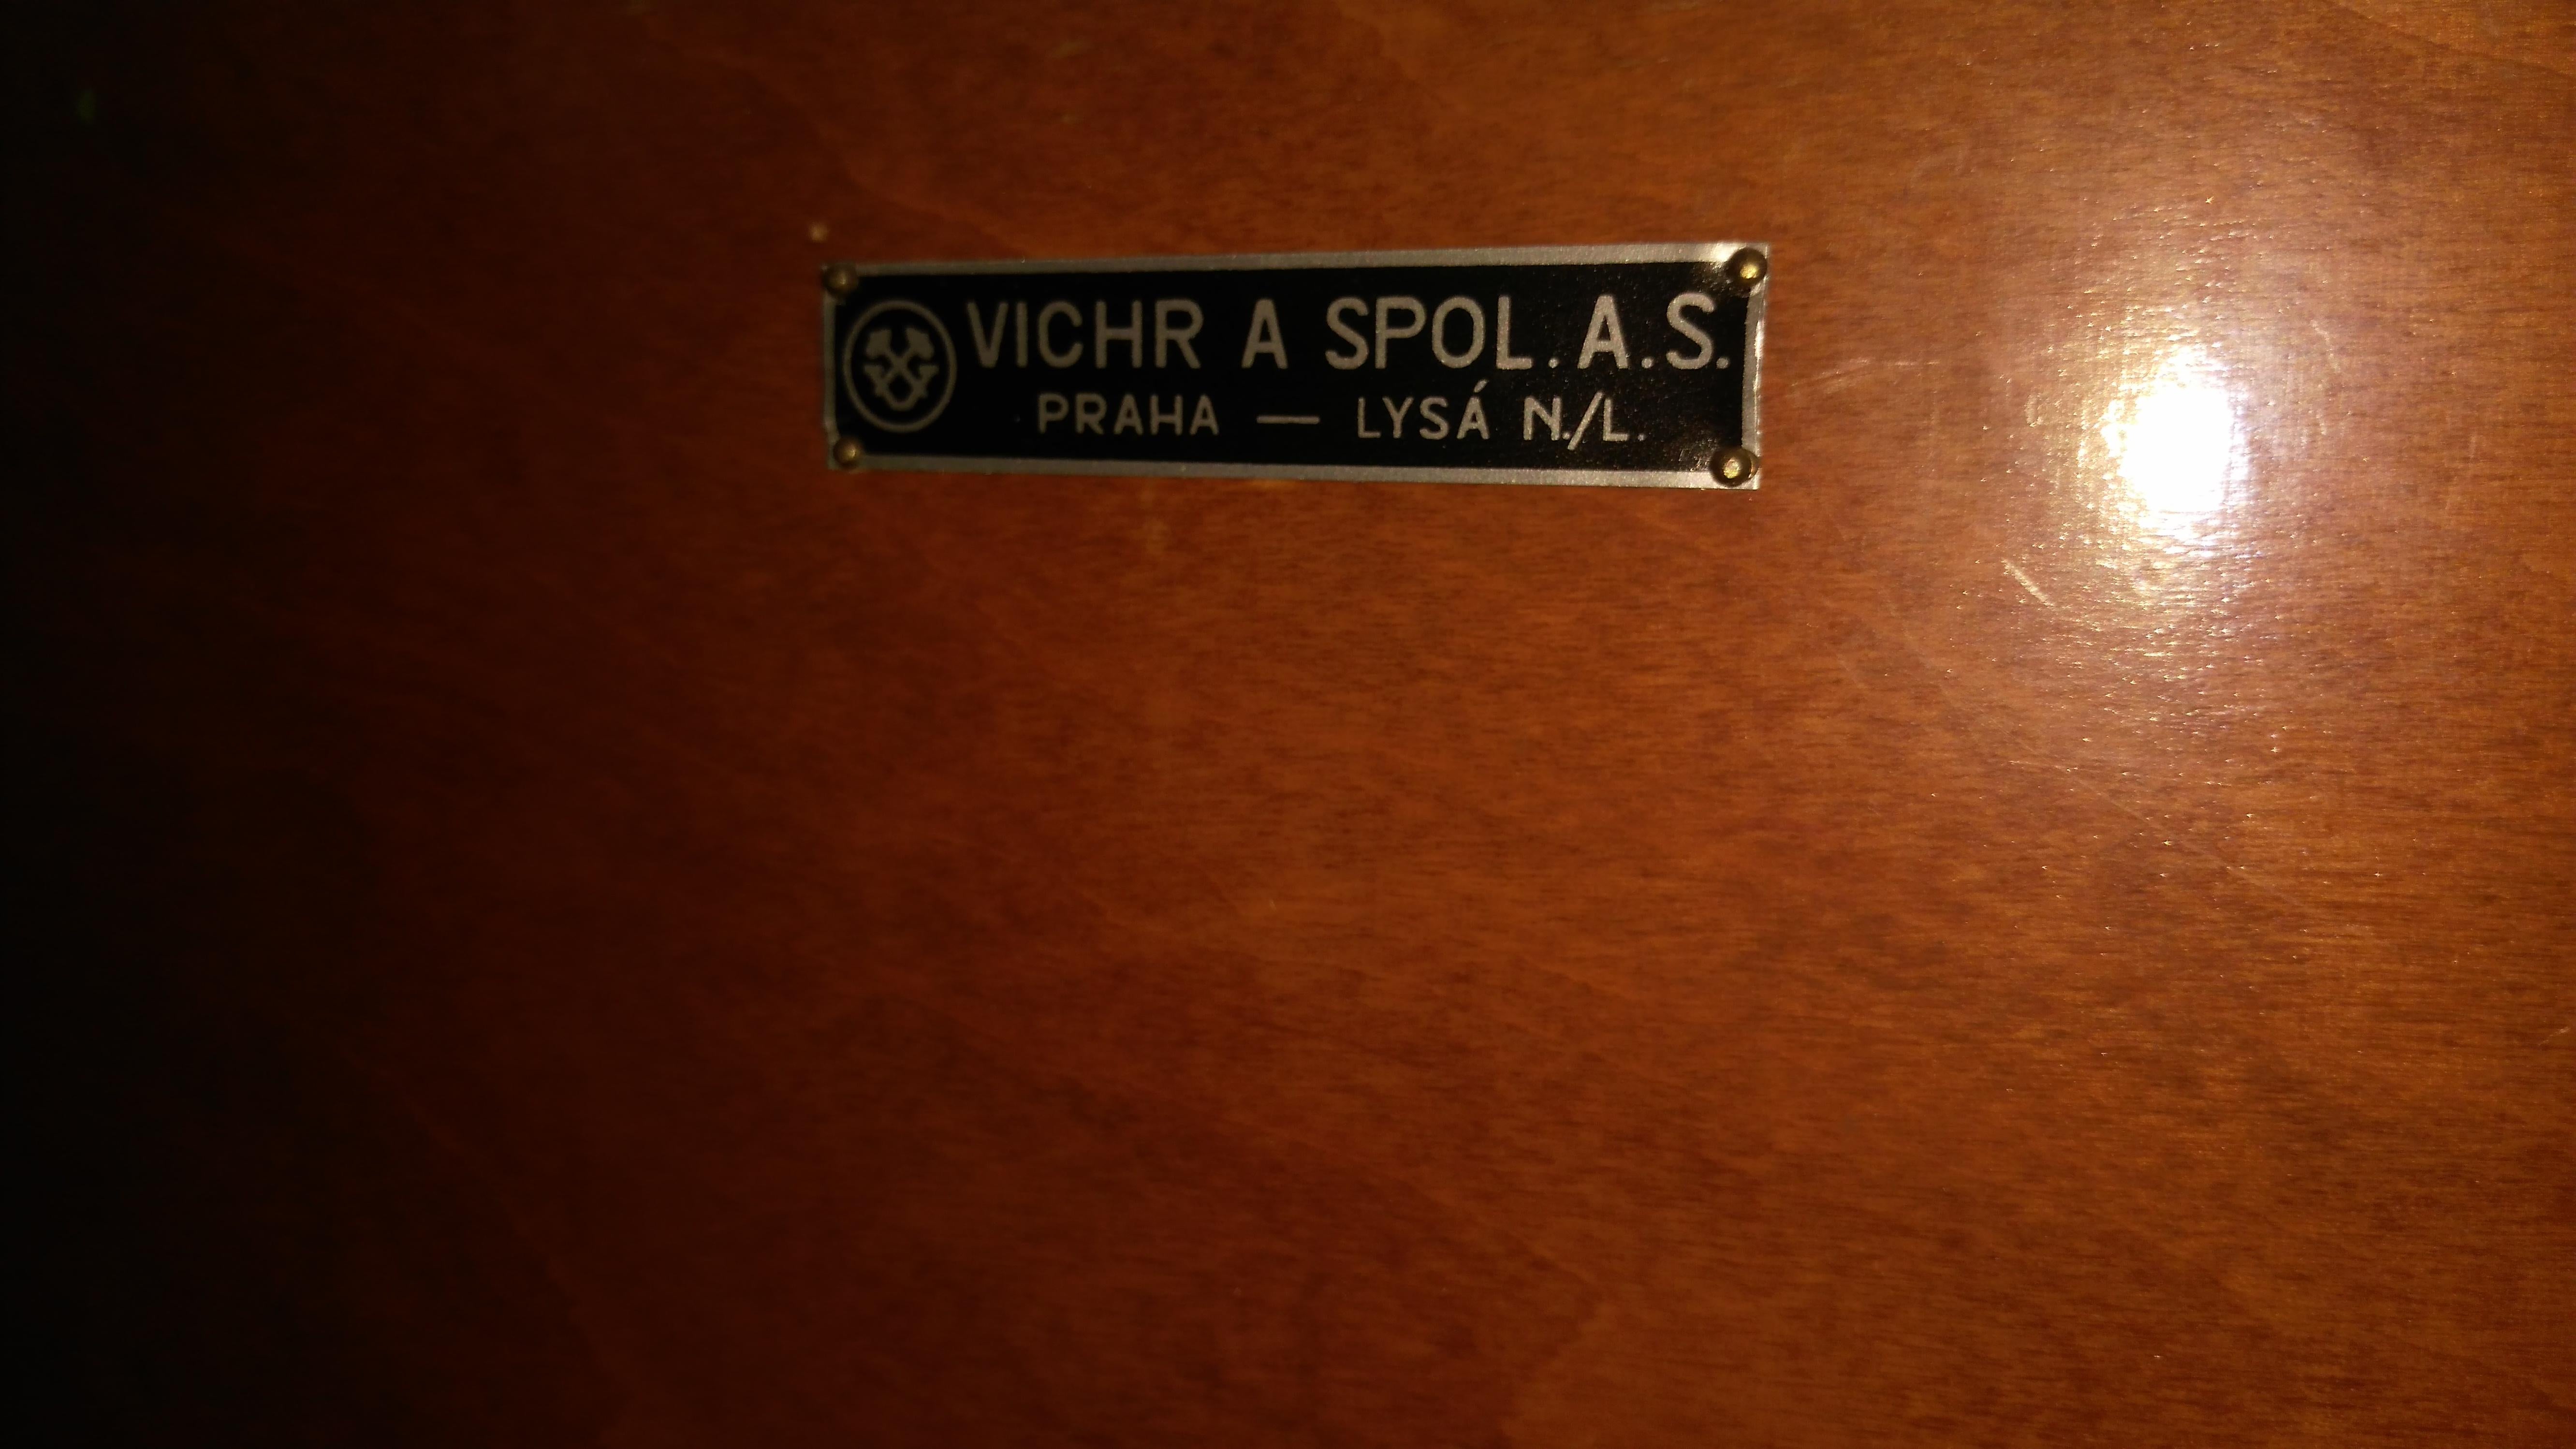 VICHR A SPOL. A.S.
PRAHA — LYSÁ N./L.